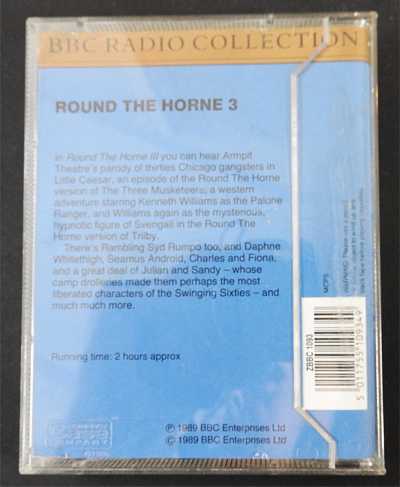 BBC RADIO COLLECTION
ROUND THE HORNE 3
In Round The Horne III you can hear Armpit
Theatre's parody of thirties Chicago gangsters in
Little Caesar, an episode of the Round The Horne
version of The Three Musketeers, a western
adventure starring Kenneth Williams as the Palone
Ranger, and Williams again as the mysterious,
hypnotic figure of Svengali in the Round The
Horne version of Trilby.
There's Rambling Syd Rumpo too, and Daphne
Whitethigh, Seamus Android, Charles and Fiona,
and a great deal of Julian and Sandy – whose
camp drolleries made them perhaps the most
liberated characters of the Swinging Sixties – and
much much more.
Running time: 2 hours approx
℗ 1989 BBC Enterprises Ltd
© 1989 BBC Enterprises Ltd
MCPS
ZBBC 1093
5 011755 109349